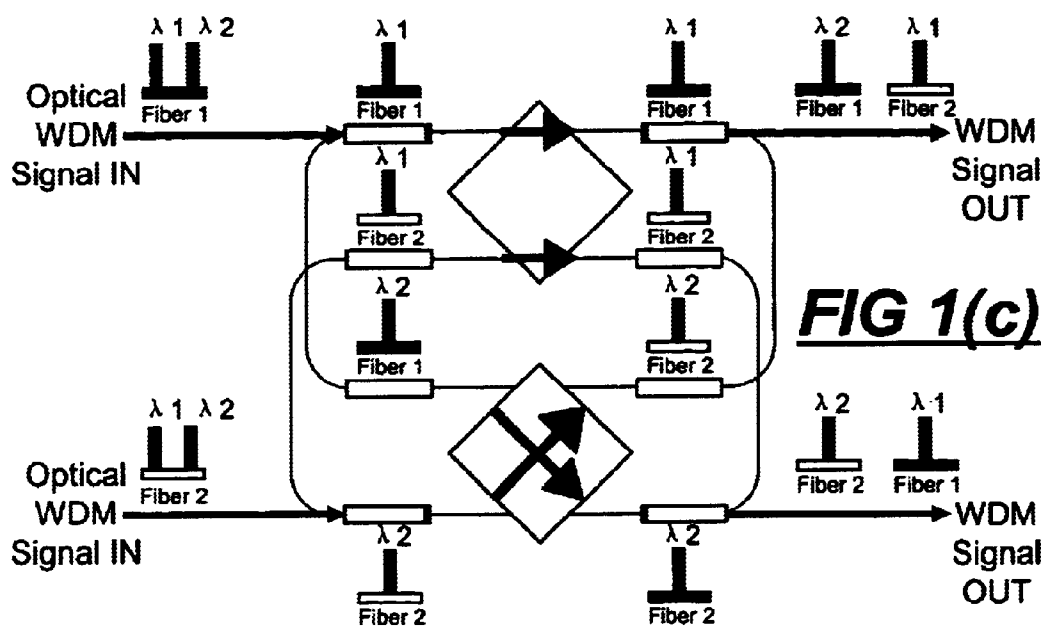 λ 1 λ 2
Fiber 1
λ 1
Fiber 1
λ 1
Fiber 1
λ 2
Fiber 1
λ 1
Fiber 2
Optical
WDM
Signal IN
WDM
Signal
OUT
λ 1
Fiber 2
λ 1
Fiber 2
λ 2
Fiber 1
λ 2
Fiber 2
FIG 1(c)
λ 1 λ 2
Fiber 2
Optical
WDM
Signal IN
λ 2
Fiber 2
λ 1
Fiber 1
WDM
Signal
OUT
λ 2
Fiber 2
λ 2
Fiber 2